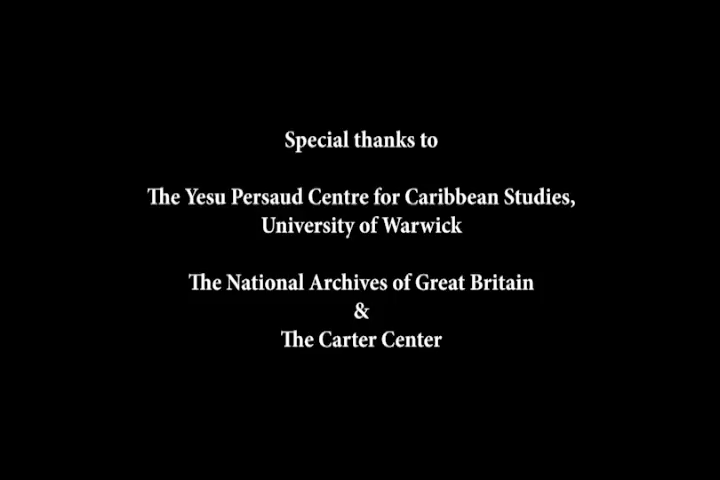 Special thanks to
The Yesu Persaud Centre for Caribbean Studies,
University of Warwick
The National Archives of Great Britain
&
The Carter Center